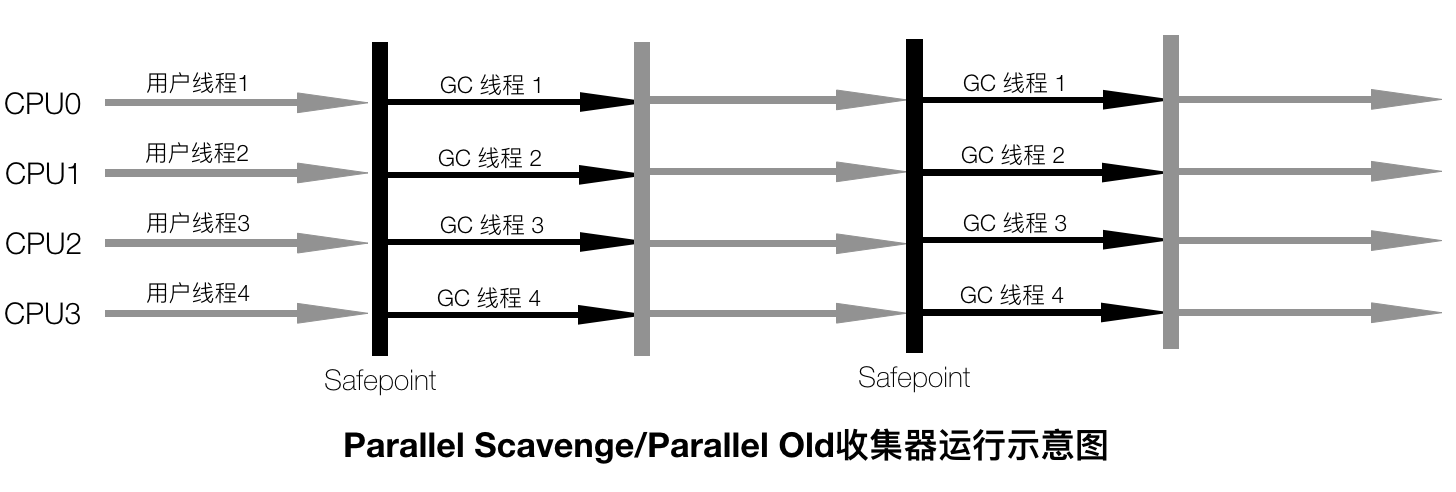 CPU0 用户线程1 GC 线程 1 GC 线程 1
CPU1 用户线程2 GC 线程 2 GC 线程 2
CPU2 用户线程3 GC 线程 3 GC 线程 3
CPU3 用户线程4 GC 线程 4 GC 线程 4
Safepoint Safepoint
Parallel Scavenge/Parallel Old收集器运行示意图